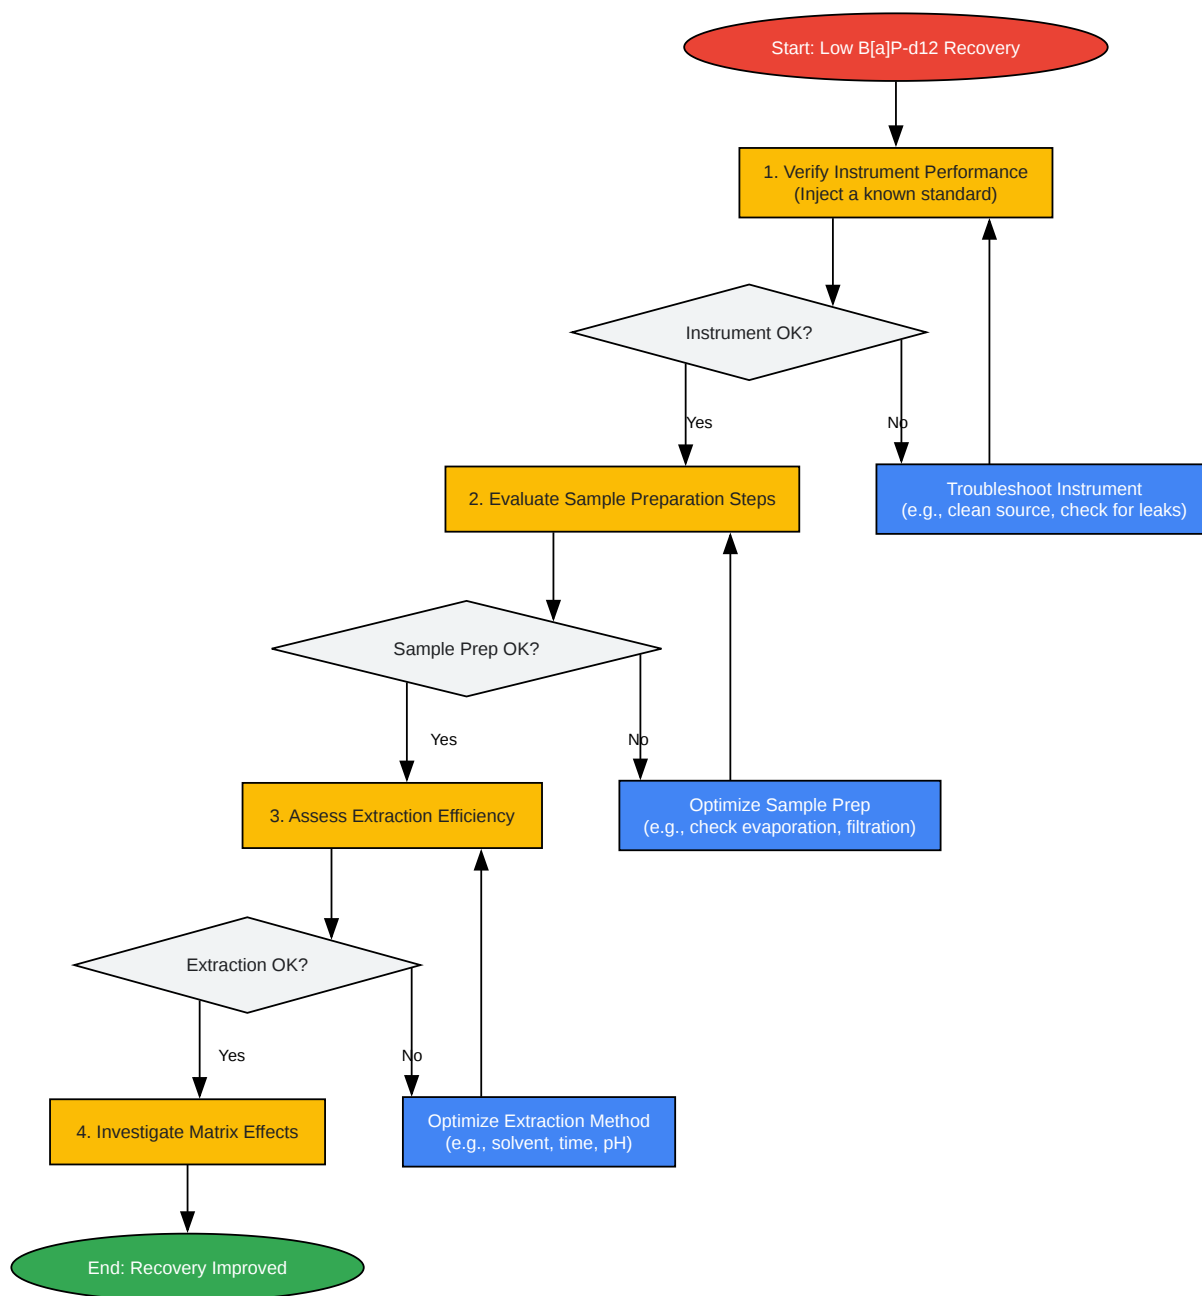 Start: Low B[a]P-d12 Recovery
1. Verify Instrument Performance
(Inject a known standard)
Instrument OK?
Yes
No
2. Evaluate Sample Preparation Steps
Troubleshoot Instrument
(e.g., clean source, check for leaks)
Sample Prep OK?
Yes
No
3. Assess Extraction Efficiency
Optimize Sample Prep
(e.g., check evaporation, filtration)
Extraction OK?
Yes
No
4. Investigate Matrix Effects
Optimize Extraction Method
(e.g., solvent, time, pH)
End: Recovery Improved